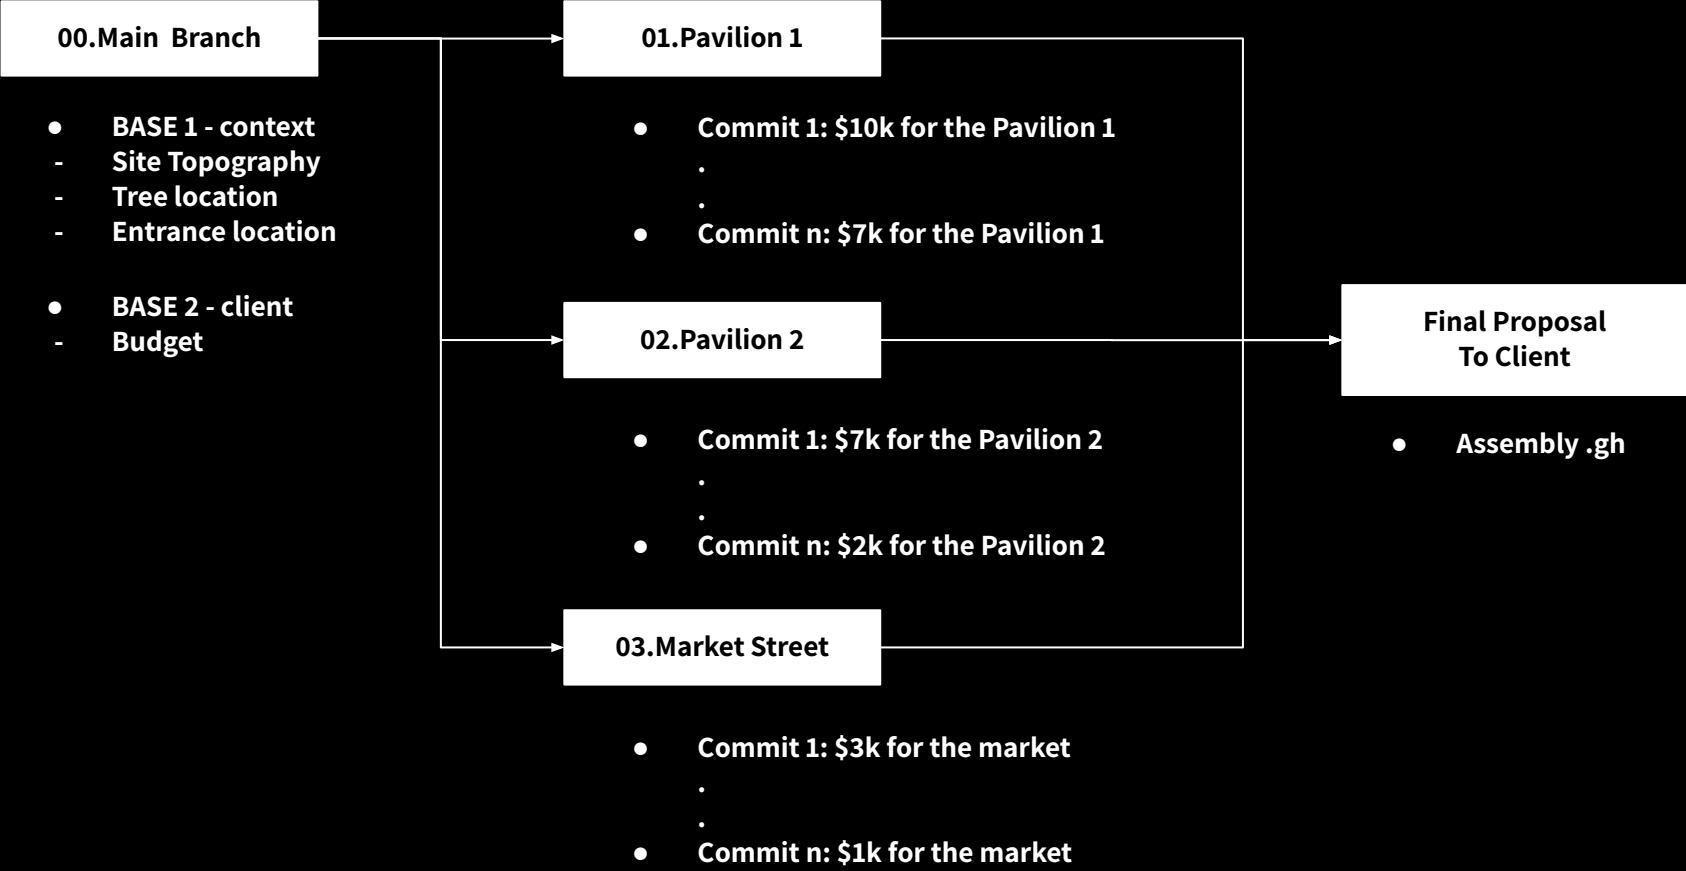 00.Main Branch
● BASE 1 - context
- Site Topography
- Tree location
- Entrance location
● BASE 2 - client
- Budget
01.Pavilion 1
● Commit 1: $10k for the Pavilion 1
.
.
● Commit n: $7k for the Pavilion 1
02.Pavilion 2
● Commit 1: $7k for the Pavilion 2
.
.
● Commit n: $2k for the Pavilion 2
03.Market Street
● Commit 1: $3k for the market
.
.
● Commit n: $1k for the market
Final Proposal
To Client
● Assembly .gh